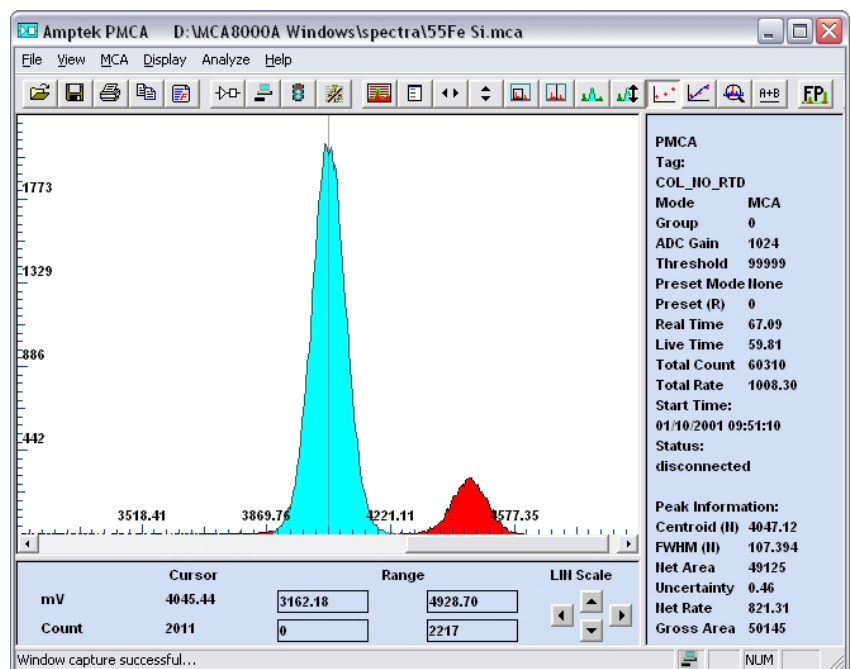 Amptek PMCA D:\MCA8000A Windows\spectra\55Fe Si.mca
File View MCA Display Analyze Help
A+B FP
1773
1329
886
442
3518.41 3869.76 4221.11 4577.35
Cursor Range LIN Scale
mV 4045.44 3162.18 4928.70
Count 2011 0 2217
PMCA
Tag:
COL_NO_RTD
Mode MCA
Group 0
ADC Gain 1024
Threshold 99999
Preset Mode None
Preset (R) 0
Real Time 67.09
Live Time 59.81
Total Count 60310
Total Rate 1008.30
Start Time:
01/10/2001 09:51:10
Status:
disconnected
Peak Information:
Centroid (N) 4047.12
FWHM (N) 107.394
Net Area 49125
Uncertainty 0.46
Net Rate 821.31
Gross Area 50145
Window capture successful...
NUM